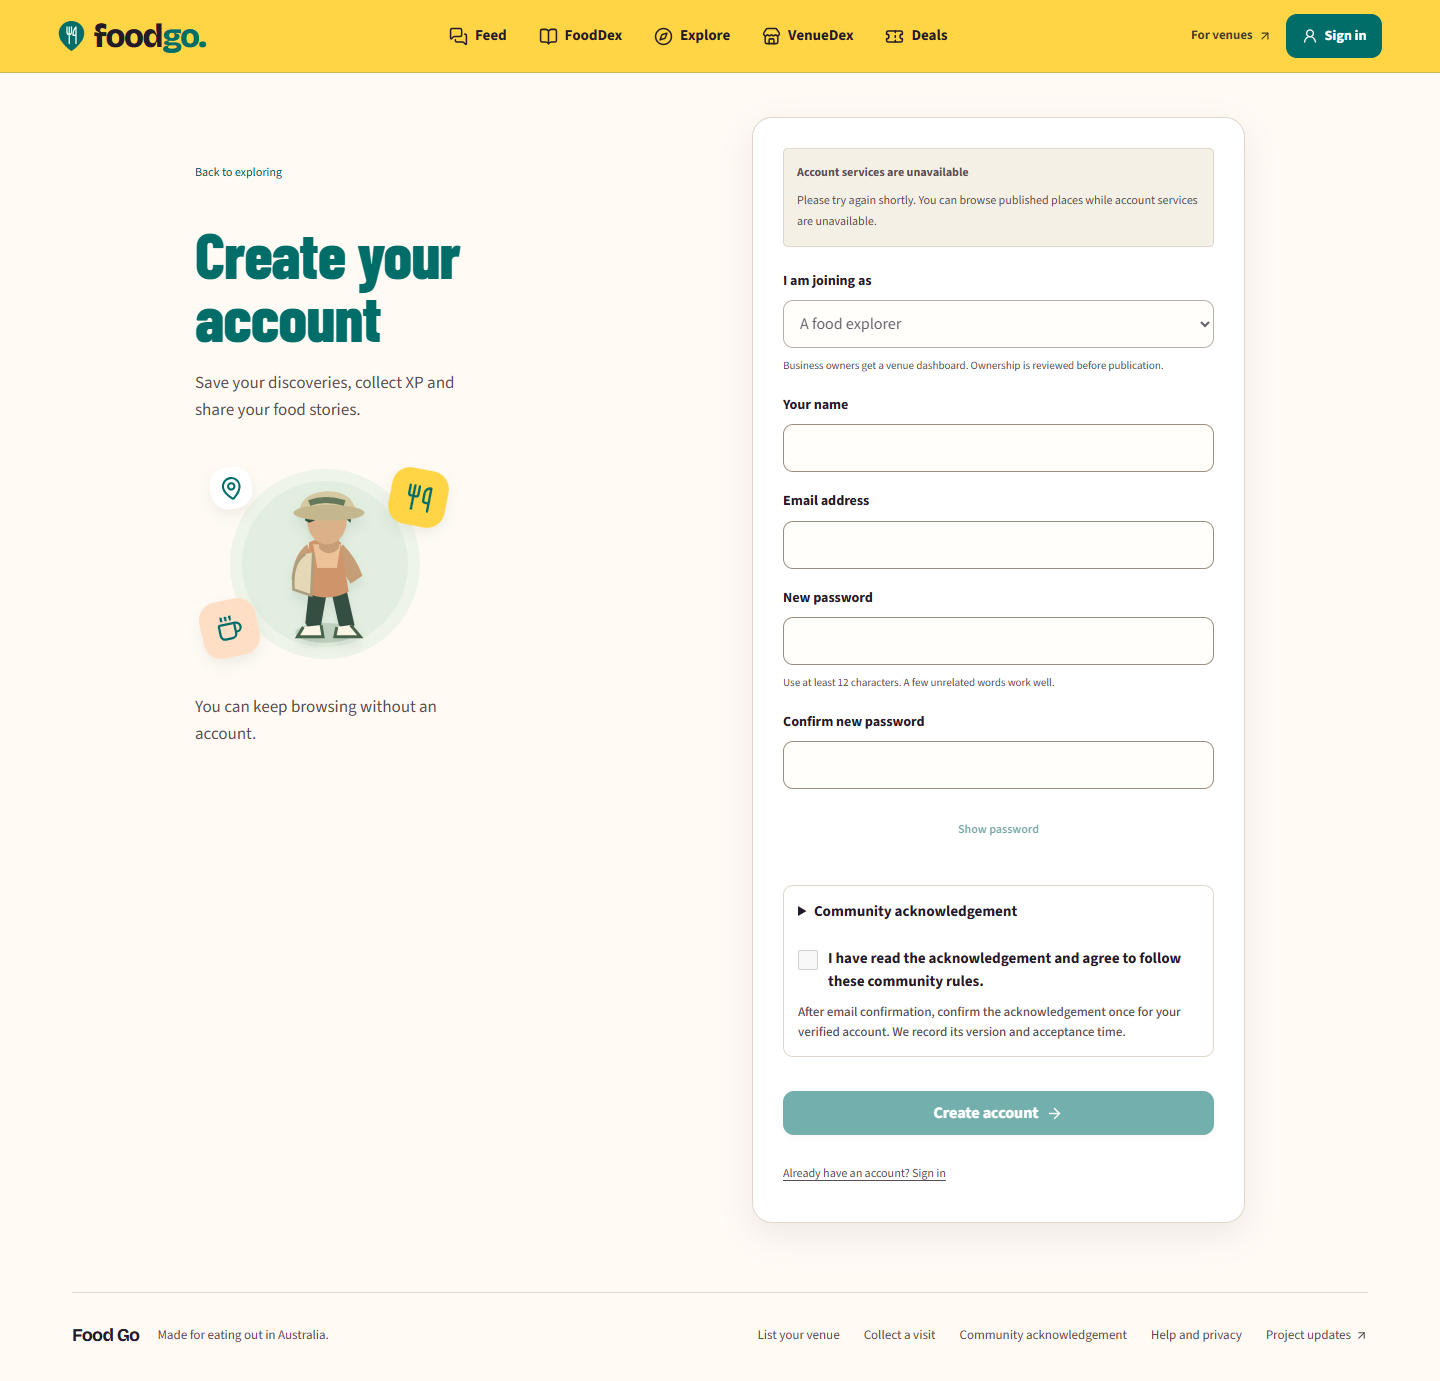 foodgo.
Feed
FoodDex
Explore
VenueDex
Deals
For venues
Sign in
Back to exploring
Create your
account
Save your discoveries, collect XP and
share your food stories.
You can keep browsing without an
account.
Account services are unavailable
Please try again shortly. You can browse published places while account services
are unavailable.
I am joining as
A food explorer
Business owners get a venue dashboard. Ownership is reviewed before publication.
Your name
Email address
New password
Use at least 12 characters. A few unrelated words work well.
Confirm new password
Show password
Community acknowledgement
I have read the acknowledgement and agree to follow
these community rules.
After email confirmation, confirm the acknowledgement once for your
verified account. We record its version and acceptance time.
Create account
Already have an account? Sign in
Food Go
Made for eating out in Australia.
List your venue
Collect a visit
Community acknowledgement
Help and privacy
Project updates